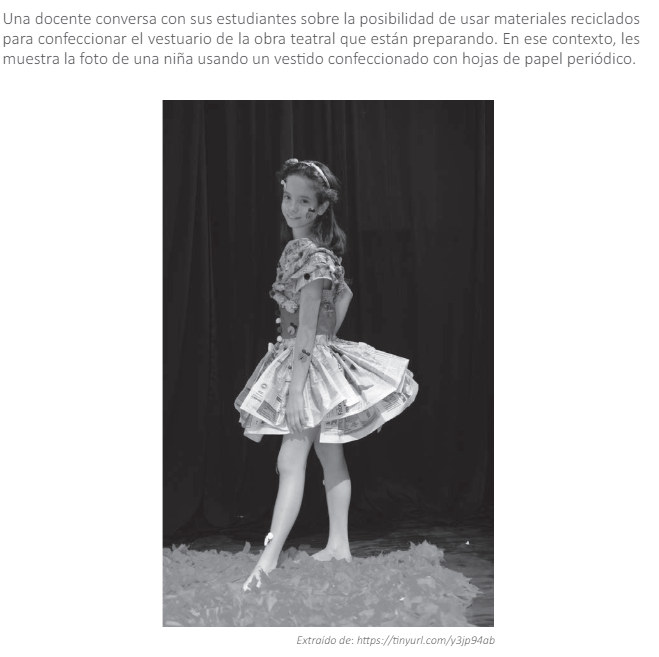 Una docente conversa con sus estudiantes sobre la posibilidad de usar materiales reciclados
para confeccionar el vestuario de la obra teatral que están preparando. En ese contexto, les
muestra la foto de una niña usando un vestido confeccionado con hojas de papel periódico.
Extraído de: https://tinyurl.com/y3jp94ab